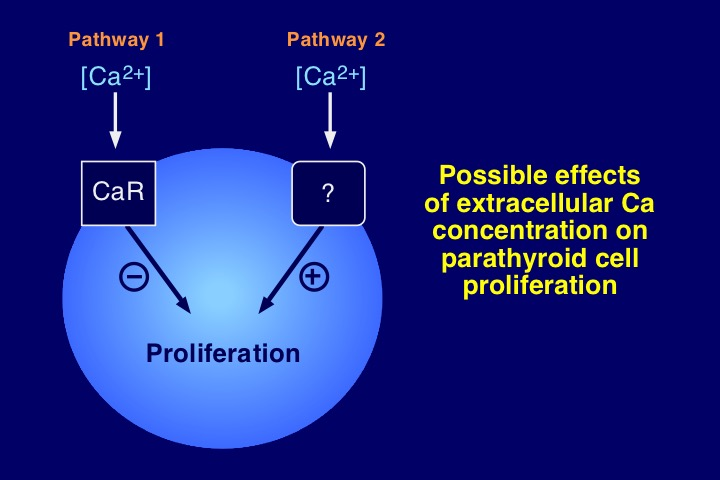 Pathway 1
Pathway 2
[Ca2+]
[Ca2+]
CaR
?
Possible effects
of extracellular Ca
concentration on
parathyroid cell
proliferation
−
+
Proliferation